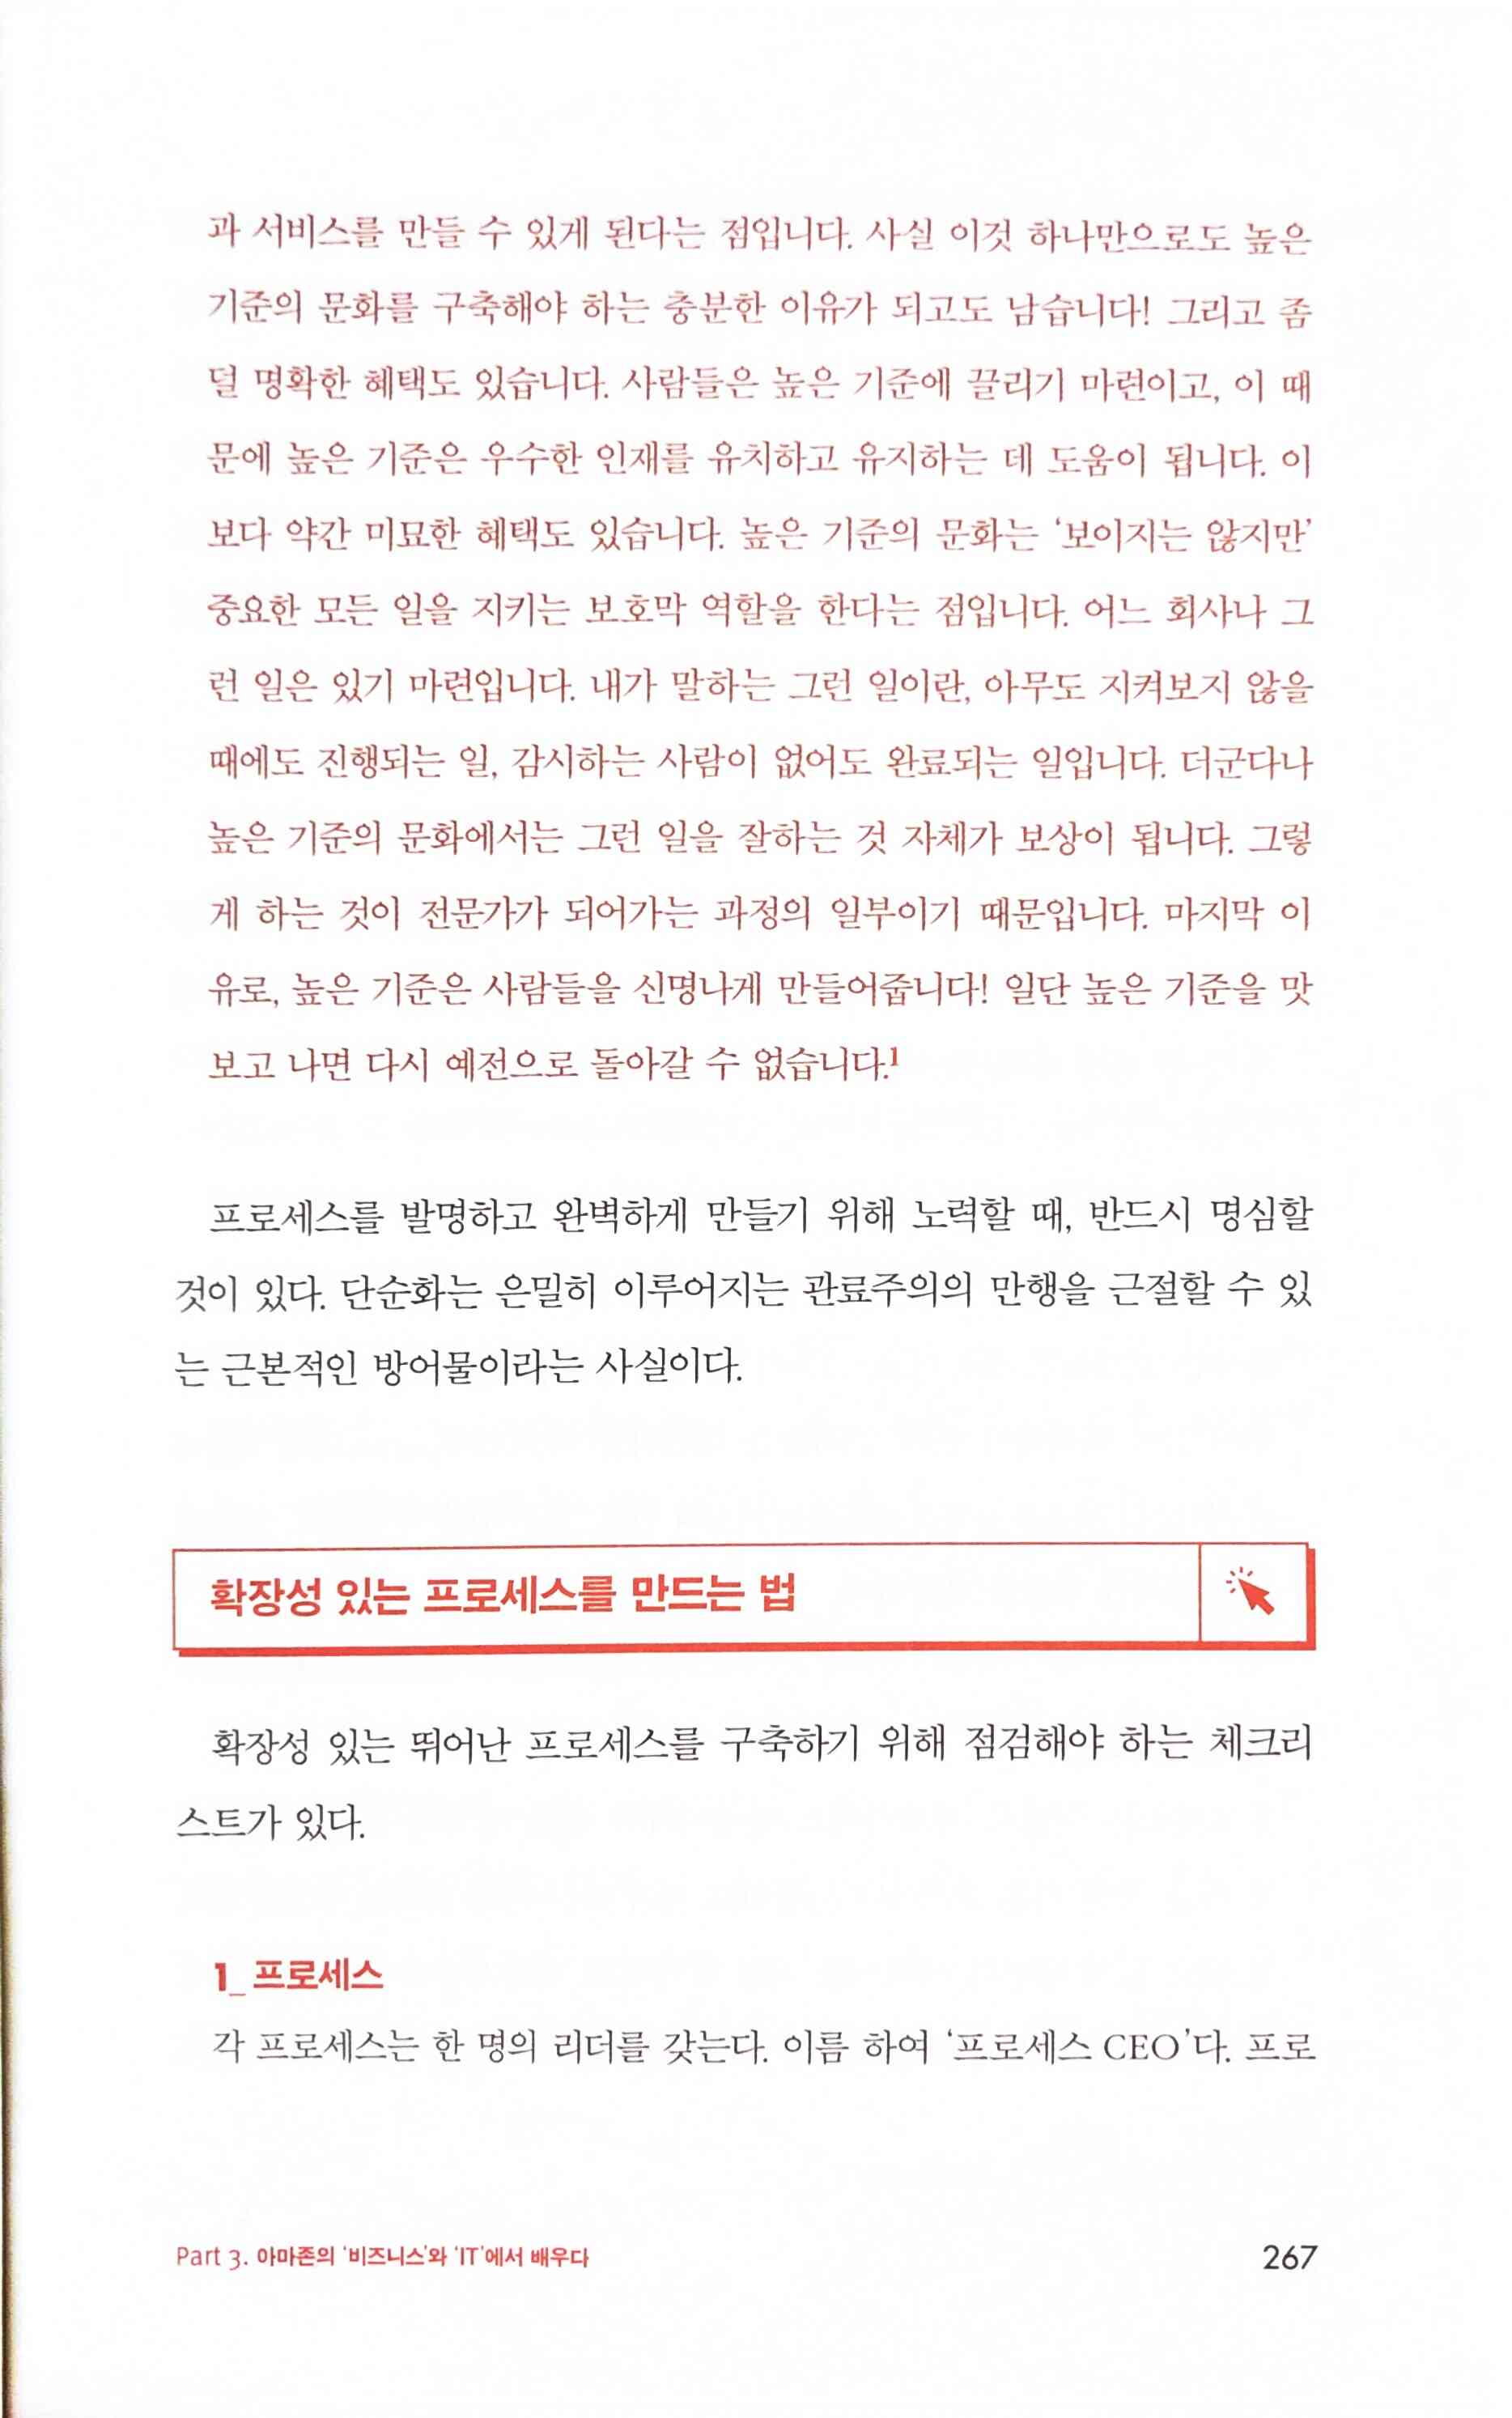 과 서비스를 만들 수 있게 된다는 점입니다. 사실 이것 하나만으로도 높은
기준의 문화를 구축해야 하는 충분한 이유가 되고도 남습니다! 그리고 좀
덜 명확한 혜택도 있습니다. 사람들은 높은 기준에 끌리기 마련이고, 이 때
문에 높은 기준은 우수한 인재를 유치하고 유지하는 데 도움이 됩니다. 이
보다 약간 미묘한 혜택도 있습니다. 높은 기준의 문화는 ‘보이지는 않지만’
중요한 모든 일을 지키는 보호막 역할을 한다는 점입니다. 어느 회사나 그
런 일은 있기 마련입니다. 내가 말하는 그런 일이란, 아무도 지켜보지 않을
때에도 진행되는 일, 감시하는 사람이 없어도 완료되는 일입니다. 더군다나
높은 기준의 문화에서는 그런 일을 잘하는 것 자체가 보상이 됩니다. 그렇
게 하는 것이 전문가가 되어가는 과정의 일부이기 때문입니다. 마지막 이
유로, 높은 기준은 사람들을 신명나게 만들어줍니다! 일단 높은 기준을 맛
보고 나면 다시 예전으로 돌아갈 수 없습니다.¹
프로세스를 발명하고 완벽하게 만들기 위해 노력할 때, 반드시 명심할
것이 있다. 단순화는 은밀히 이루어지는 관료주의의 만행을 근절할 수 있
는 근본적인 방어물이라는 사실이다.
확장성 있는 프로세스를 만드는 법
확장성 있는 뛰어난 프로세스를 구축하기 위해 점검해야 하는 체크리
스트가 있다.
1_ 프로세스
각 프로세스는 한 명의 리더를 갖는다. 이름 하여 ‘프로세스 CEO’다. 프로
Part 3. 아마존의 ‘비즈니스’와 ‘IT’에서 배우다
267